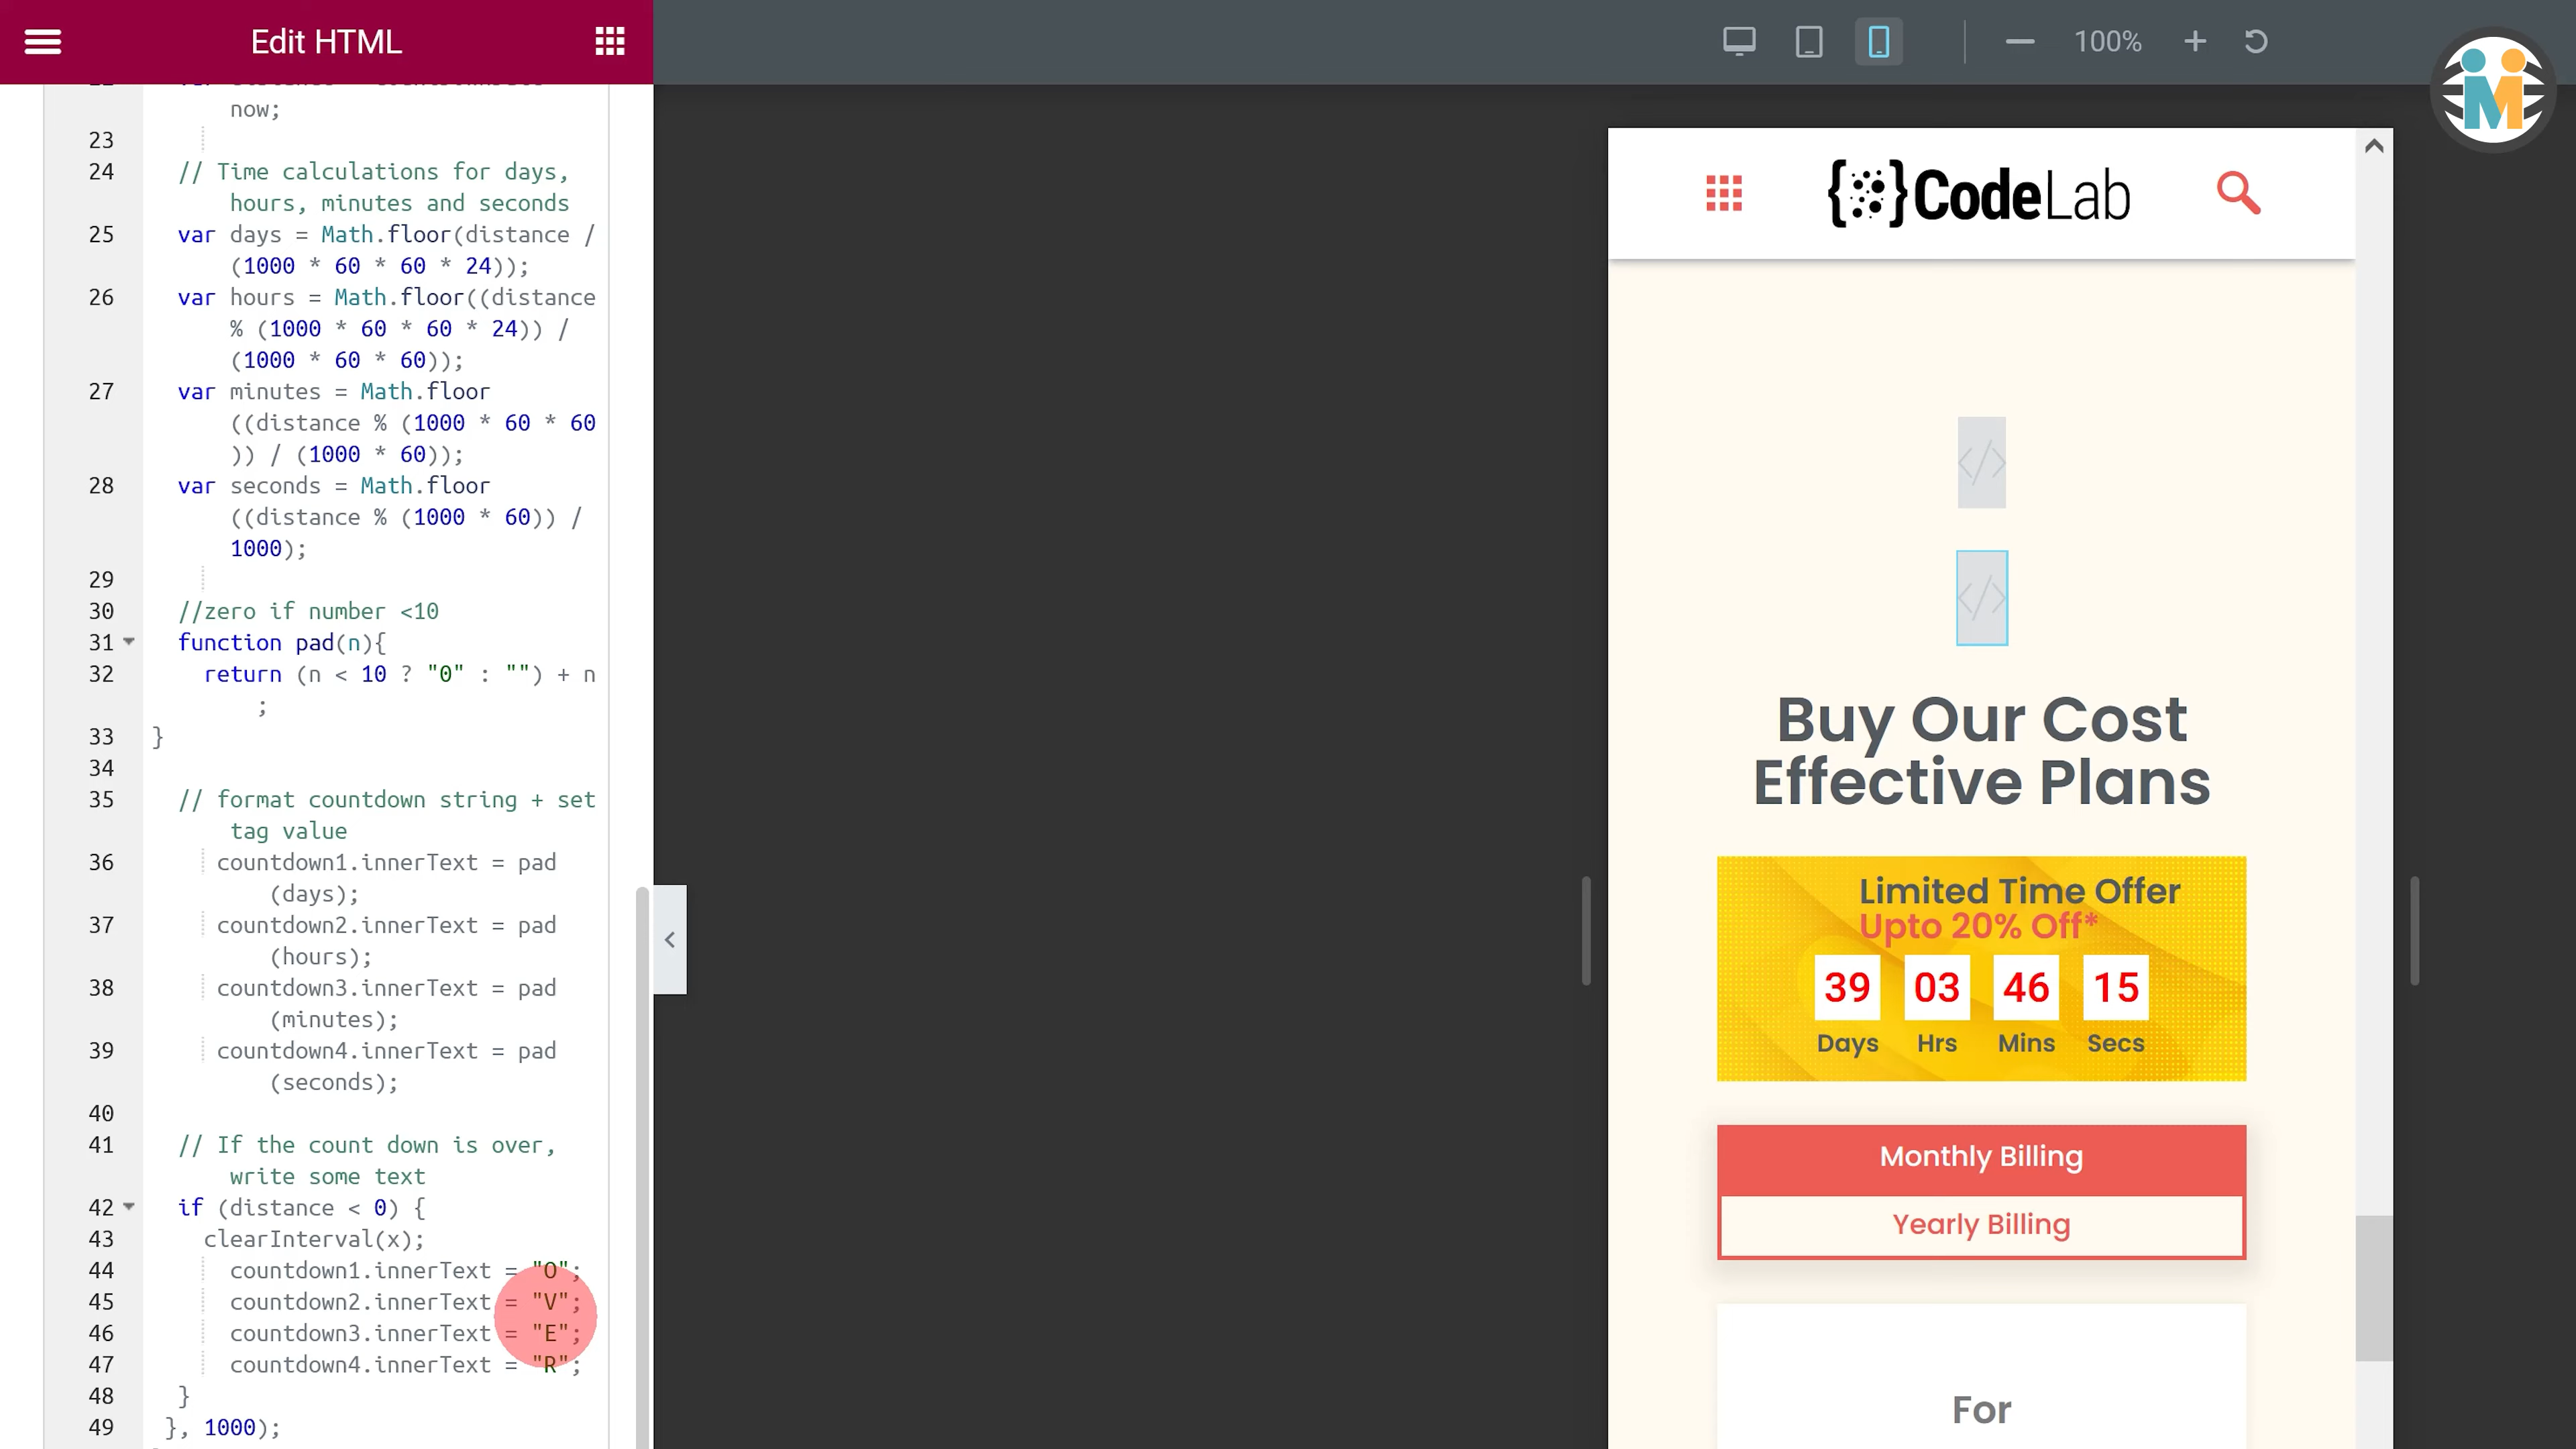 Edit HTML
100%
now;
23
24 // Time calculations for days,
hours, minutes and seconds
25 var days = Math.floor(distance /
(1000 * 60 * 60 * 24));
26 var hours = Math.floor((distance
% (1000 * 60 * 60 * 24)) /
(1000 * 60 * 60));
27 var minutes = Math.floor
((distance % (1000 * 60 * 60
)) / (1000 * 60));
28 var seconds = Math.floor
((distance % (1000 * 60)) /
1000);
29
30 //zero if number <10
31 function pad(n){
32 return (n < 10 ? "0" : "") + n
;
33 }
34
35 // format countdown string + set
tag value
36 countdown1.innerText = pad
(days);
37 countdown2.innerText = pad
(hours);
38 countdown3.innerText = pad
(minutes);
39 countdown4.innerText = pad
(seconds);
40
41 // If the count down is over,
write some text
42 if (distance < 0) {
43 clearInterval(x);
44 countdown1.innerText = "O";
45 countdown2.innerText = "V";
46 countdown3.innerText = "E";
47 countdown4.innerText = "R";
48 }
49 }, 1000);
{ } CodeLab
</>
</>
Buy Our Cost
Effective Plans
Limited Time Offer
Upto 20% Off*
39 03 46 15
Days Hrs Mins Secs
Monthly Billing
Yearly Billing
For
M